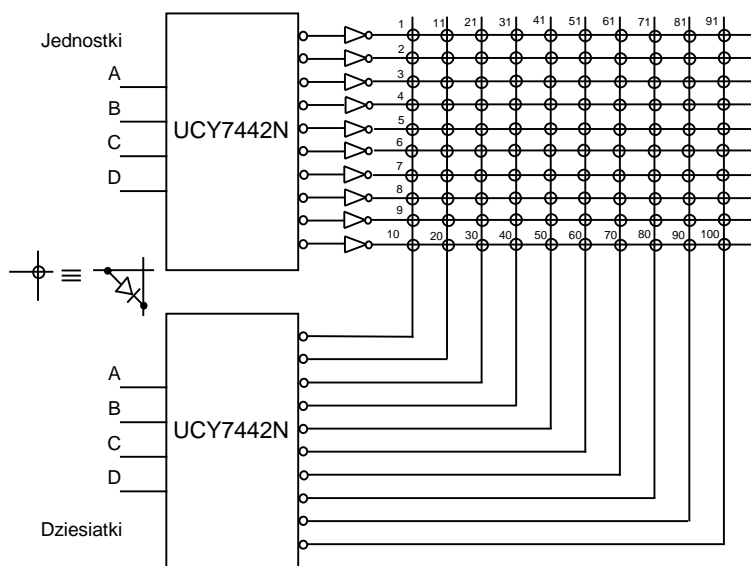 1 11 21 31 41 51 61 71 81 91
Jednostki
2
A
3
4
B
UCY7442N
5
C
6
7
D
8
9
10 20 30 40 50 60 70 80 90 100
≡
A
B
UCY7442N
C
D
Dziesiatki